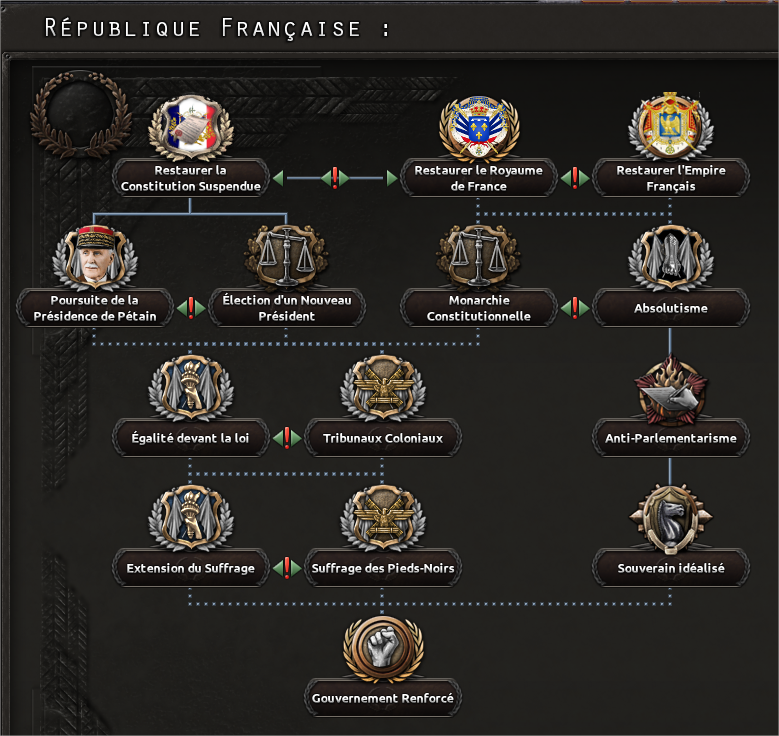 République Française :
Restaurer la
Constitution Suspendue
Restaurer le Royaume
de France
Restaurer l'Empire
Français
Poursuite de la
Présidence de Pétain
Élection d'un Nouveau
Président
Monarchie
Constitutionnelle
Absolutisme
Égalité devant la loi
Tribunaux Coloniaux
Anti-Parlementarisme
Extension du Suffrage
Suffrage des Pieds-Noirs
Souverain idéalisé
Gouvernement Renforcé